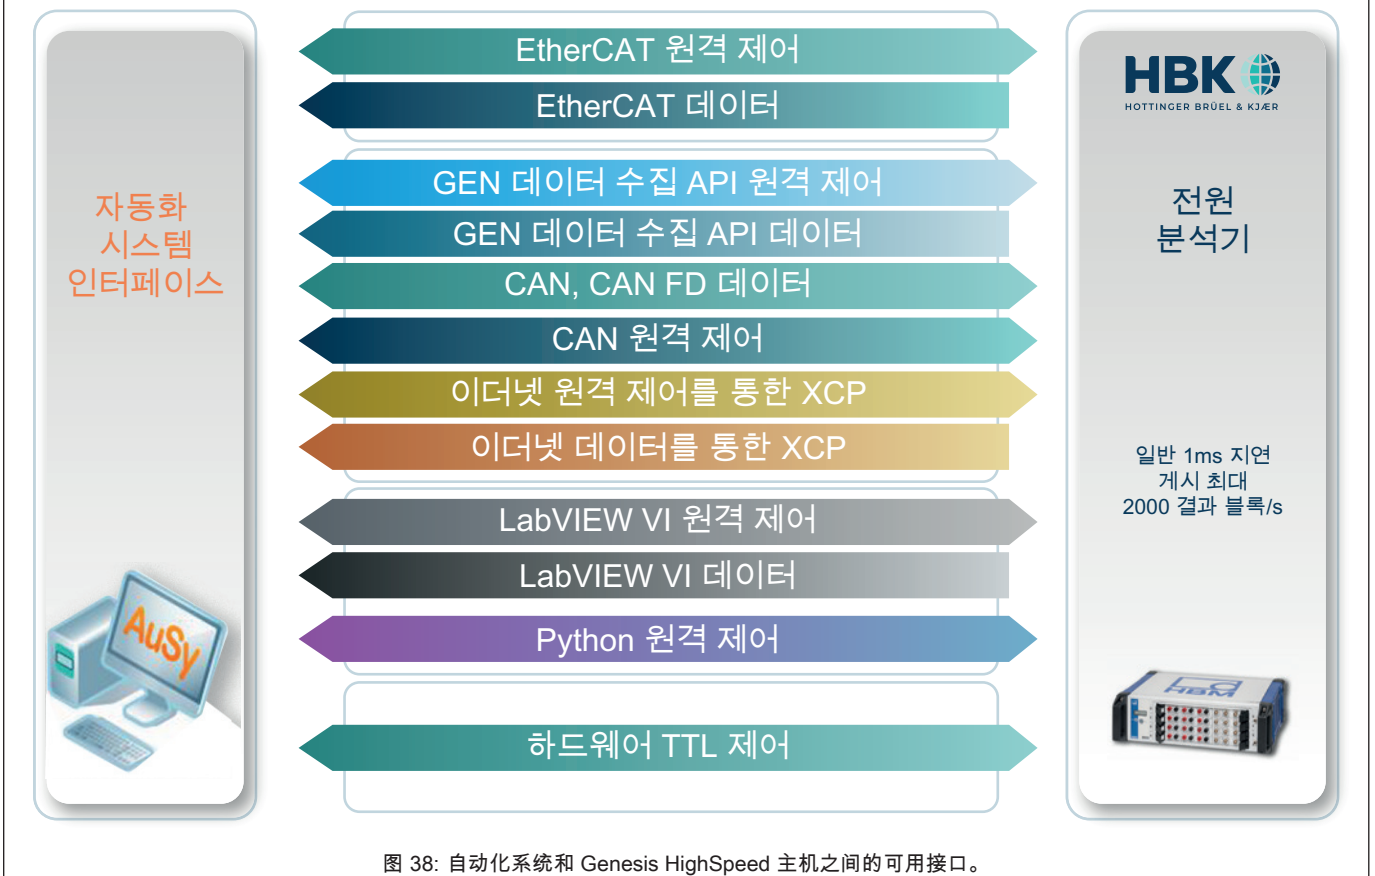 EtherCAT 원격 제어
EtherCAT 데이터
GEN 데이터 수집 API 원격 제어
GEN 데이터 수집 API 데이터
CAN, CAN FD 데이터
CAN 원격 제어
이더넷 원격 제어를 통한 XCP
이더넷 데이터를 통한 XCP
LabVIEW VI 원격 제어
LabVIEW VI 데이터
Python 원격 제어
하드웨어 TTL 제어
자동화
시스템
인터페이스
AuSy
HBK
HOTTINGER BRÜEL & KJÆR
전원
분석기
일반 1ms 지연
게시 최대
2000 결과 블록/s
HBM
图 38: 自动化系统和 Genesis HighSpeed 主机之间的可用接口。